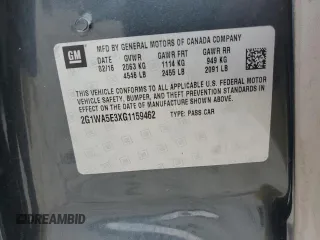 GM
MFD BY GENERAL MOTORS OF CANADA COMPANY
MFD GVWR GAWR FRT GAWR RR
02/16 2063 KG 1114 KG 949 KG
4548 LB 2456 LB 2091 LB
THIS VEHICLE CONFORMS TO ALL APPLICABLE U.S. FEDERAL MOTOR
VEHICLE SAFETY, BUMPER, AND THEFT PREVENTION STANDARDS
IN EFFECT ON THE DATE OF MANUFACTURE SHOWN ABOVE.
2G1WA5E3XG1159462 TYPE: PASS CAR
DREAMBID